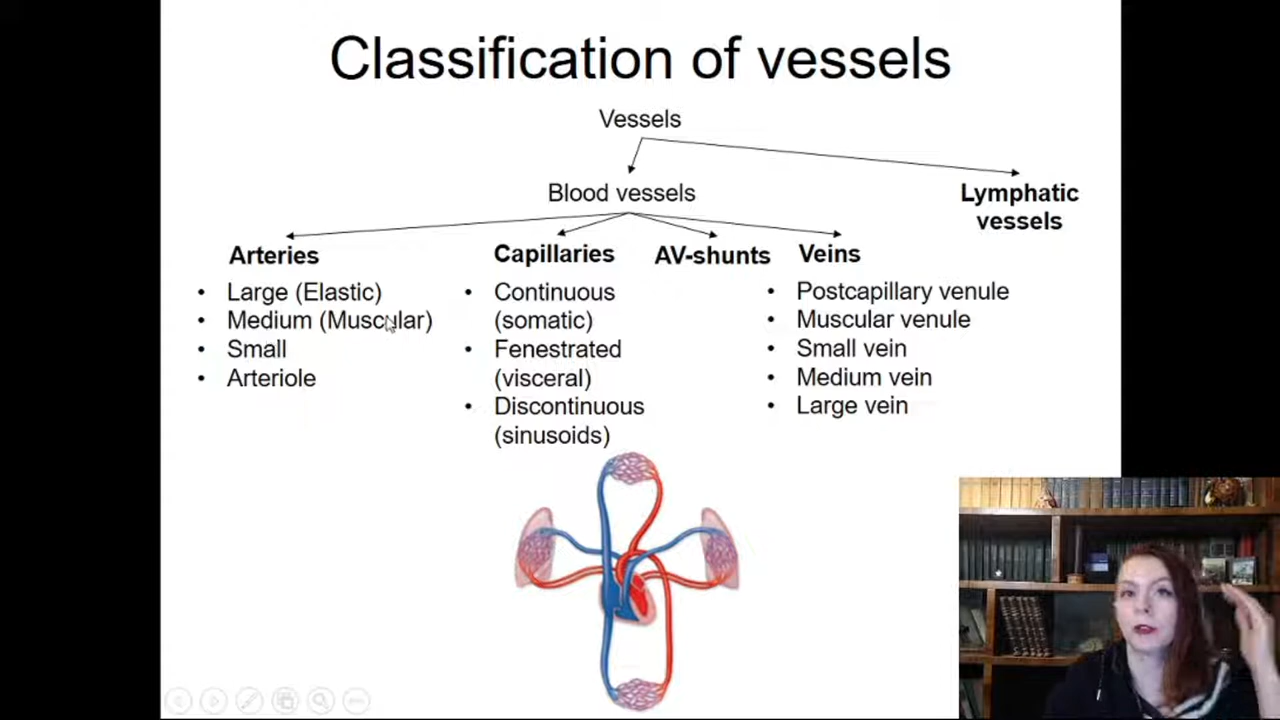 Classification of vessels
Vessels
Blood vessels
Lymphatic
vessels
Arteries
• Large (Elastic)
• Medium (Muscular)
• Small
• Arteriole
Capillaries
• Continuous
(somatic)
• Fenestrated
(visceral)
• Discontinuous
(sinusoids)
AV-shunts
Veins
• Postcapillary venule
• Muscular venule
• Small vein
• Medium vein
• Large vein